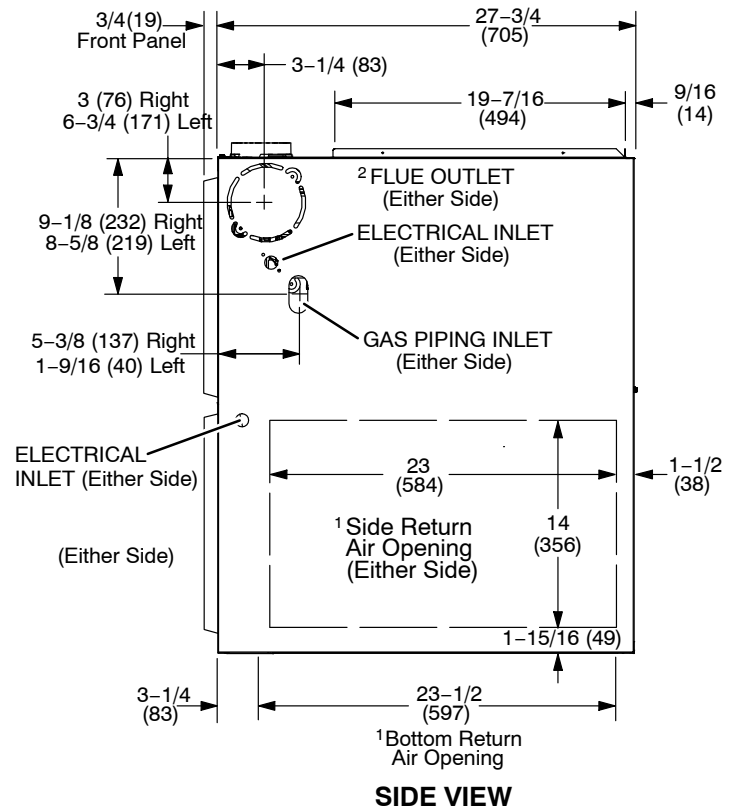 3/4(19)
Front Panel
27−3/4
(705)
3−1/4 (83)
3 (76) Right
6−3/4 (171) Left
19−7/16
(494)
9/16
(14)
2 FLUE OUTLET
(Either Side)
9−1/8 (232) Right
8−5/8 (219) Left
ELECTRICAL INLET
(Either Side)
5−3/8 (137) Right
1−9/16 (40) Left
GAS PIPING INLET
(Either Side)
ELECTRICAL
INLET (Either Side)
23
(584)
1−1/2
(38)
(Either Side)
1 Side Return
Air Opening
(Either Side)
14
(356)
1−15/16 (49)
3−1/4
(83)
23−1/2
(597)
1Bottom Return
Air Opening
SIDE VIEW